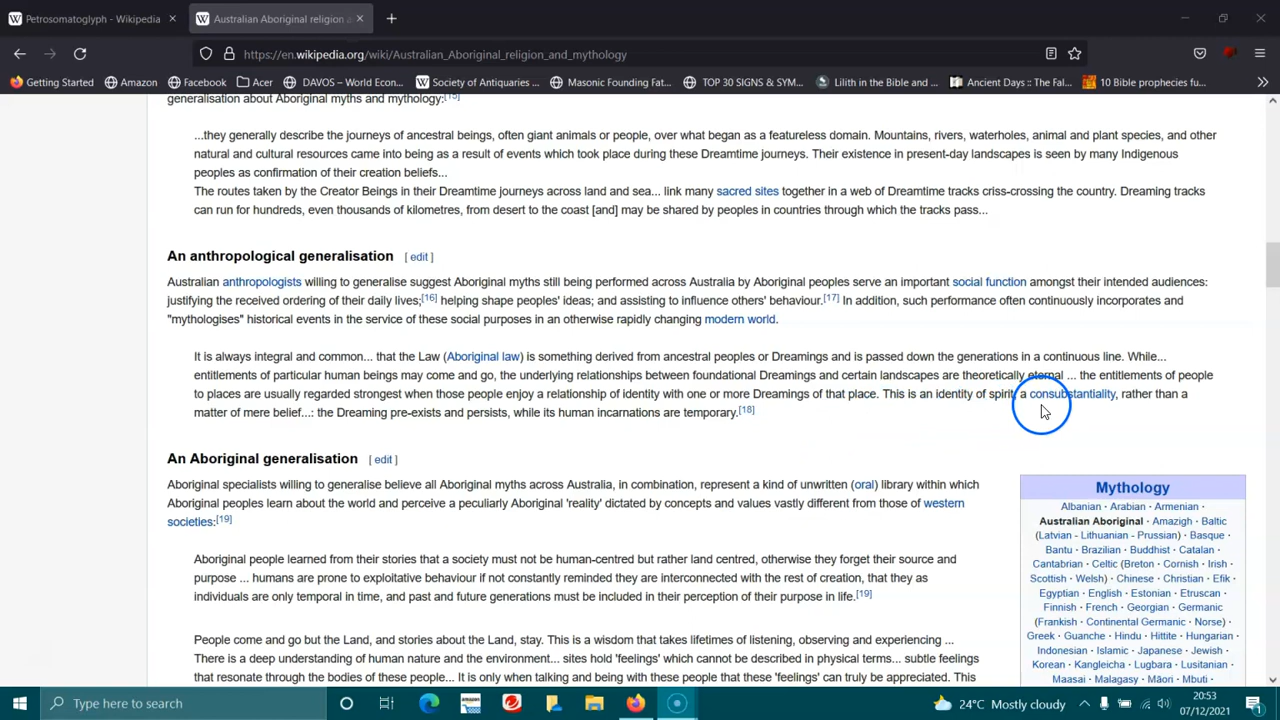 Petrosomatoglyph - Wikipedia
Australian Aboriginal religion a
https://en.wikipedia.org/wiki/Australian_Aboriginal_religion_and_mythology
Getting Started Amazon Facebook Acer DAVOS – World Econ... Society of Antiquaries ... Masonic Founding Fat... TOP 30 SIGNS & SYM... Lilith in the Bible and ... Ancient Days :: The Fal... 10 Bible prophecies fu...
generalisation about Aboriginal myths and mythology:[15]
...they generally describe the journeys of ancestral beings, often giant animals or people, over what began as a featureless domain. Mountains, rivers, waterholes, animal and plant species, and other
natural and cultural resources came into being as a result of events which took place during these Dreamtime journeys. Their existence in present-day landscapes is seen by many Indigenous
peoples as confirmation of their creation beliefs...
The routes taken by the Creator Beings in their Dreamtime journeys across land and sea... link many sacred sites together in a web of Dreamtime tracks criss-crossing the country. Dreaming tracks
can run for hundreds, even thousands of kilometres, from desert to the coast [and] may be shared by peoples in countries through which the tracks pass...
An anthropological generalisation [ edit ]
Australian anthropologists willing to generalise suggest Aboriginal myths still being performed across Australia by Aboriginal peoples serve an important social function amongst their intended audiences:
justifying the received ordering of their daily lives;[16] helping shape peoples' ideas; and assisting to influence others' behaviour.[17] In addition, such performance often continuously incorporates and
"mythologises" historical events in the service of these social purposes in an otherwise rapidly changing modern world.
It is always integral and common... that the Law (Aboriginal law) is something derived from ancestral peoples or Dreamings and is passed down the generations in a continuous line. While...
entitlements of particular human beings may come and go, the underlying relationships between foundational Dreamings and certain landscapes are theoretically eternal ... the entitlements of people
to places are usually regarded strongest when those people enjoy a relationship of identity with one or more Dreamings of that place. This is an identity of spirit, a consubstantiality, rather than a
matter of mere belief...: the Dreaming pre-exists and persists, while its human incarnations are temporary.[18]
An Aboriginal generalisation [ edit ]
Aboriginal specialists willing to generalise believe all Aboriginal myths across Australia, in combination, represent a kind of unwritten (oral) library within which
Aboriginal peoples learn about the world and perceive a peculiarly Aboriginal 'reality' dictated by concepts and values vastly different from those of western
societies:[19]
Aboriginal people learned from their stories that a society must not be human-centred but rather land centred, otherwise they forget their source and
purpose ... humans are prone to exploitative behaviour if not constantly reminded they are interconnected with the rest of creation, that they as
individuals are only temporal in time, and past and future generations must be included in their perception of their purpose in life.[19]
People come and go but the Land, and stories about the Land, stay. This is a wisdom that takes lifetimes of listening, observing and experiencing ...
There is a deep understanding of human nature and the environment... sites hold 'feelings' which cannot be described in physical terms... subtle feelings
that resonate through the bodies of these people... It is only when talking and being with these people that these 'feelings' can truly be appreciated. This
Mythology
Albanian · Arabian · Armenian ·
Australian Aboriginal · Amazigh · Baltic
(Latvian - Lithuanian - Prussian) · Basque ·
Bantu · Brazilian · Buddhist · Catalan ·
Cantabrian · Celtic (Breton · Cornish · Irish ·
Scottish · Welsh) · Chinese · Christian · Efik ·
Egyptian · English · Estonian · Etruscan ·
Finnish · French · Georgian · Germanic
(Frankish · Continental Germanic · Norse) ·
Greek · Guanche · Hindu · Hittite · Hungarian ·
Indonesian · Islamic · Japanese · Jewish ·
Korean · Kangleicha · Lugbara · Lusitanian ·
Maasai · Malagasy · Māori · Mbuti ·
Type here to search
24°C Mostly cloudy
20:53
07/12/2021